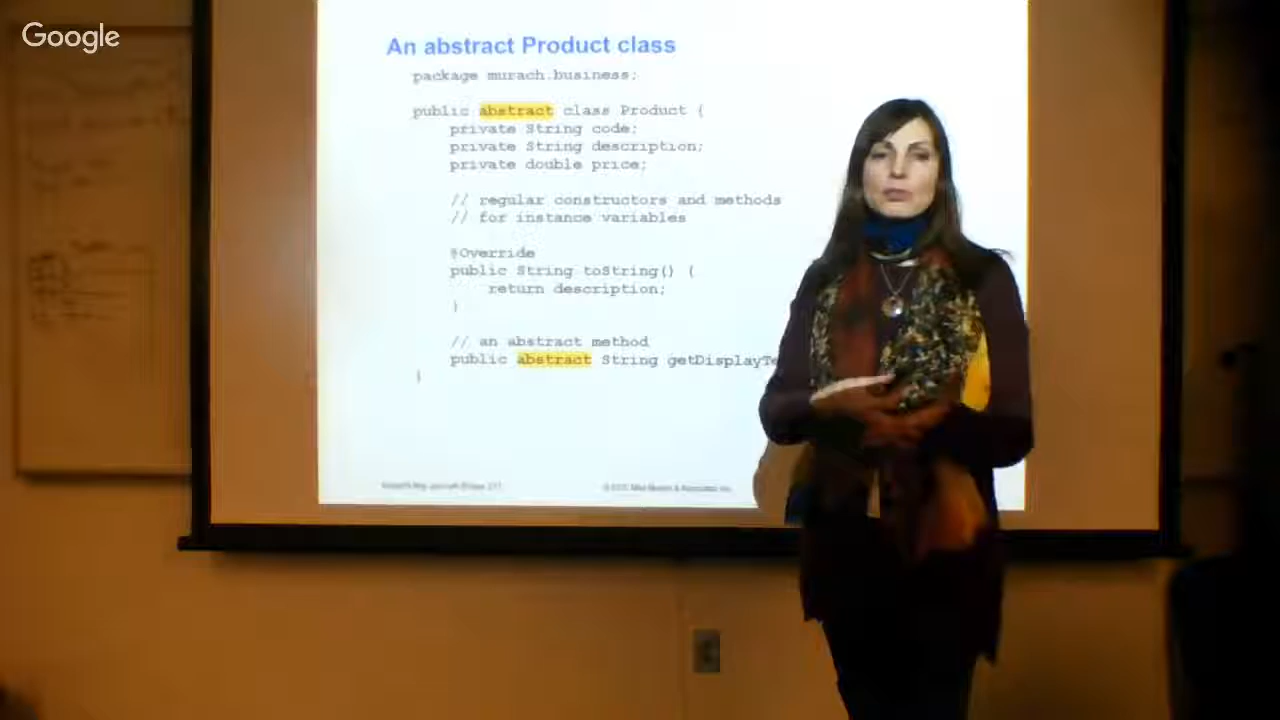 Google
An abstract Product class
package murach.business;
public abstract class Product {
private String code;
private String description;
private double price;
// regular constructors and methods
// for instance variables
@Override
public String toString() {
return description;
}
// an abstract method
public abstract String getDisplayTe
}